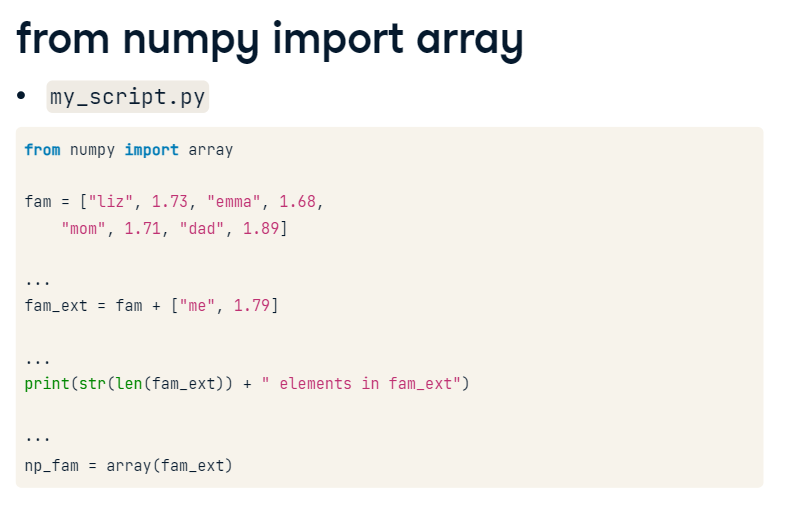 from numpy import array
• my_script.py
from numpy import array
fam = ["liz", 1.73, "emma", 1.68,
    "mom", 1.71, "dad", 1.89]
...
fam_ext = fam + ["me", 1.79]
...
print(str(len(fam_ext)) + " elements in fam_ext")
...
np_fam = array(fam_ext)